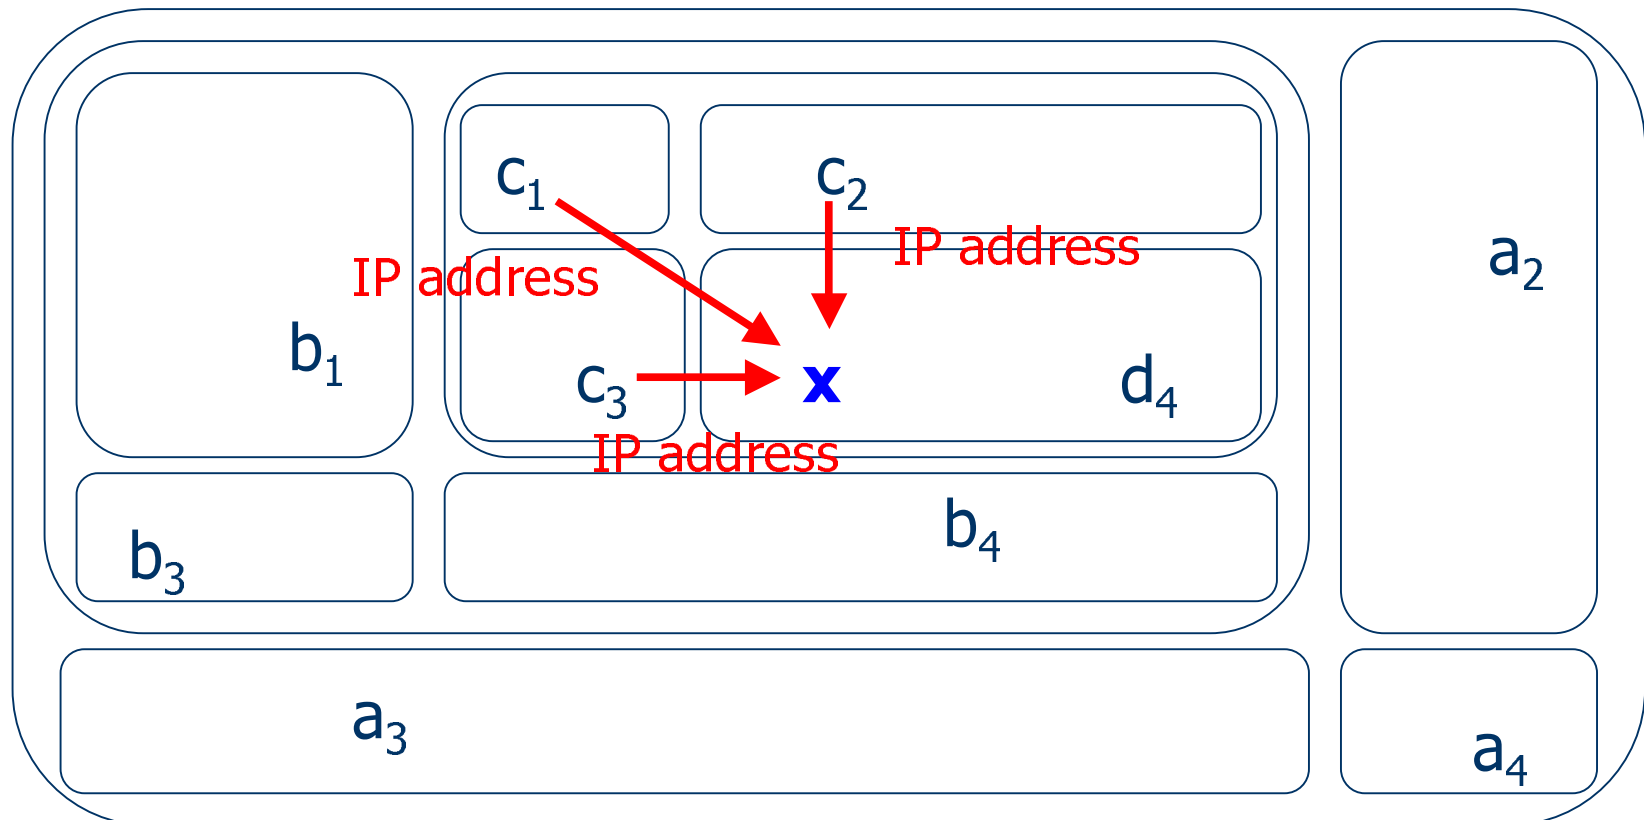 c1
c2
IP address
a2
IP address
b1
c3
x
d4
IP address
b4
b3
a3
a4